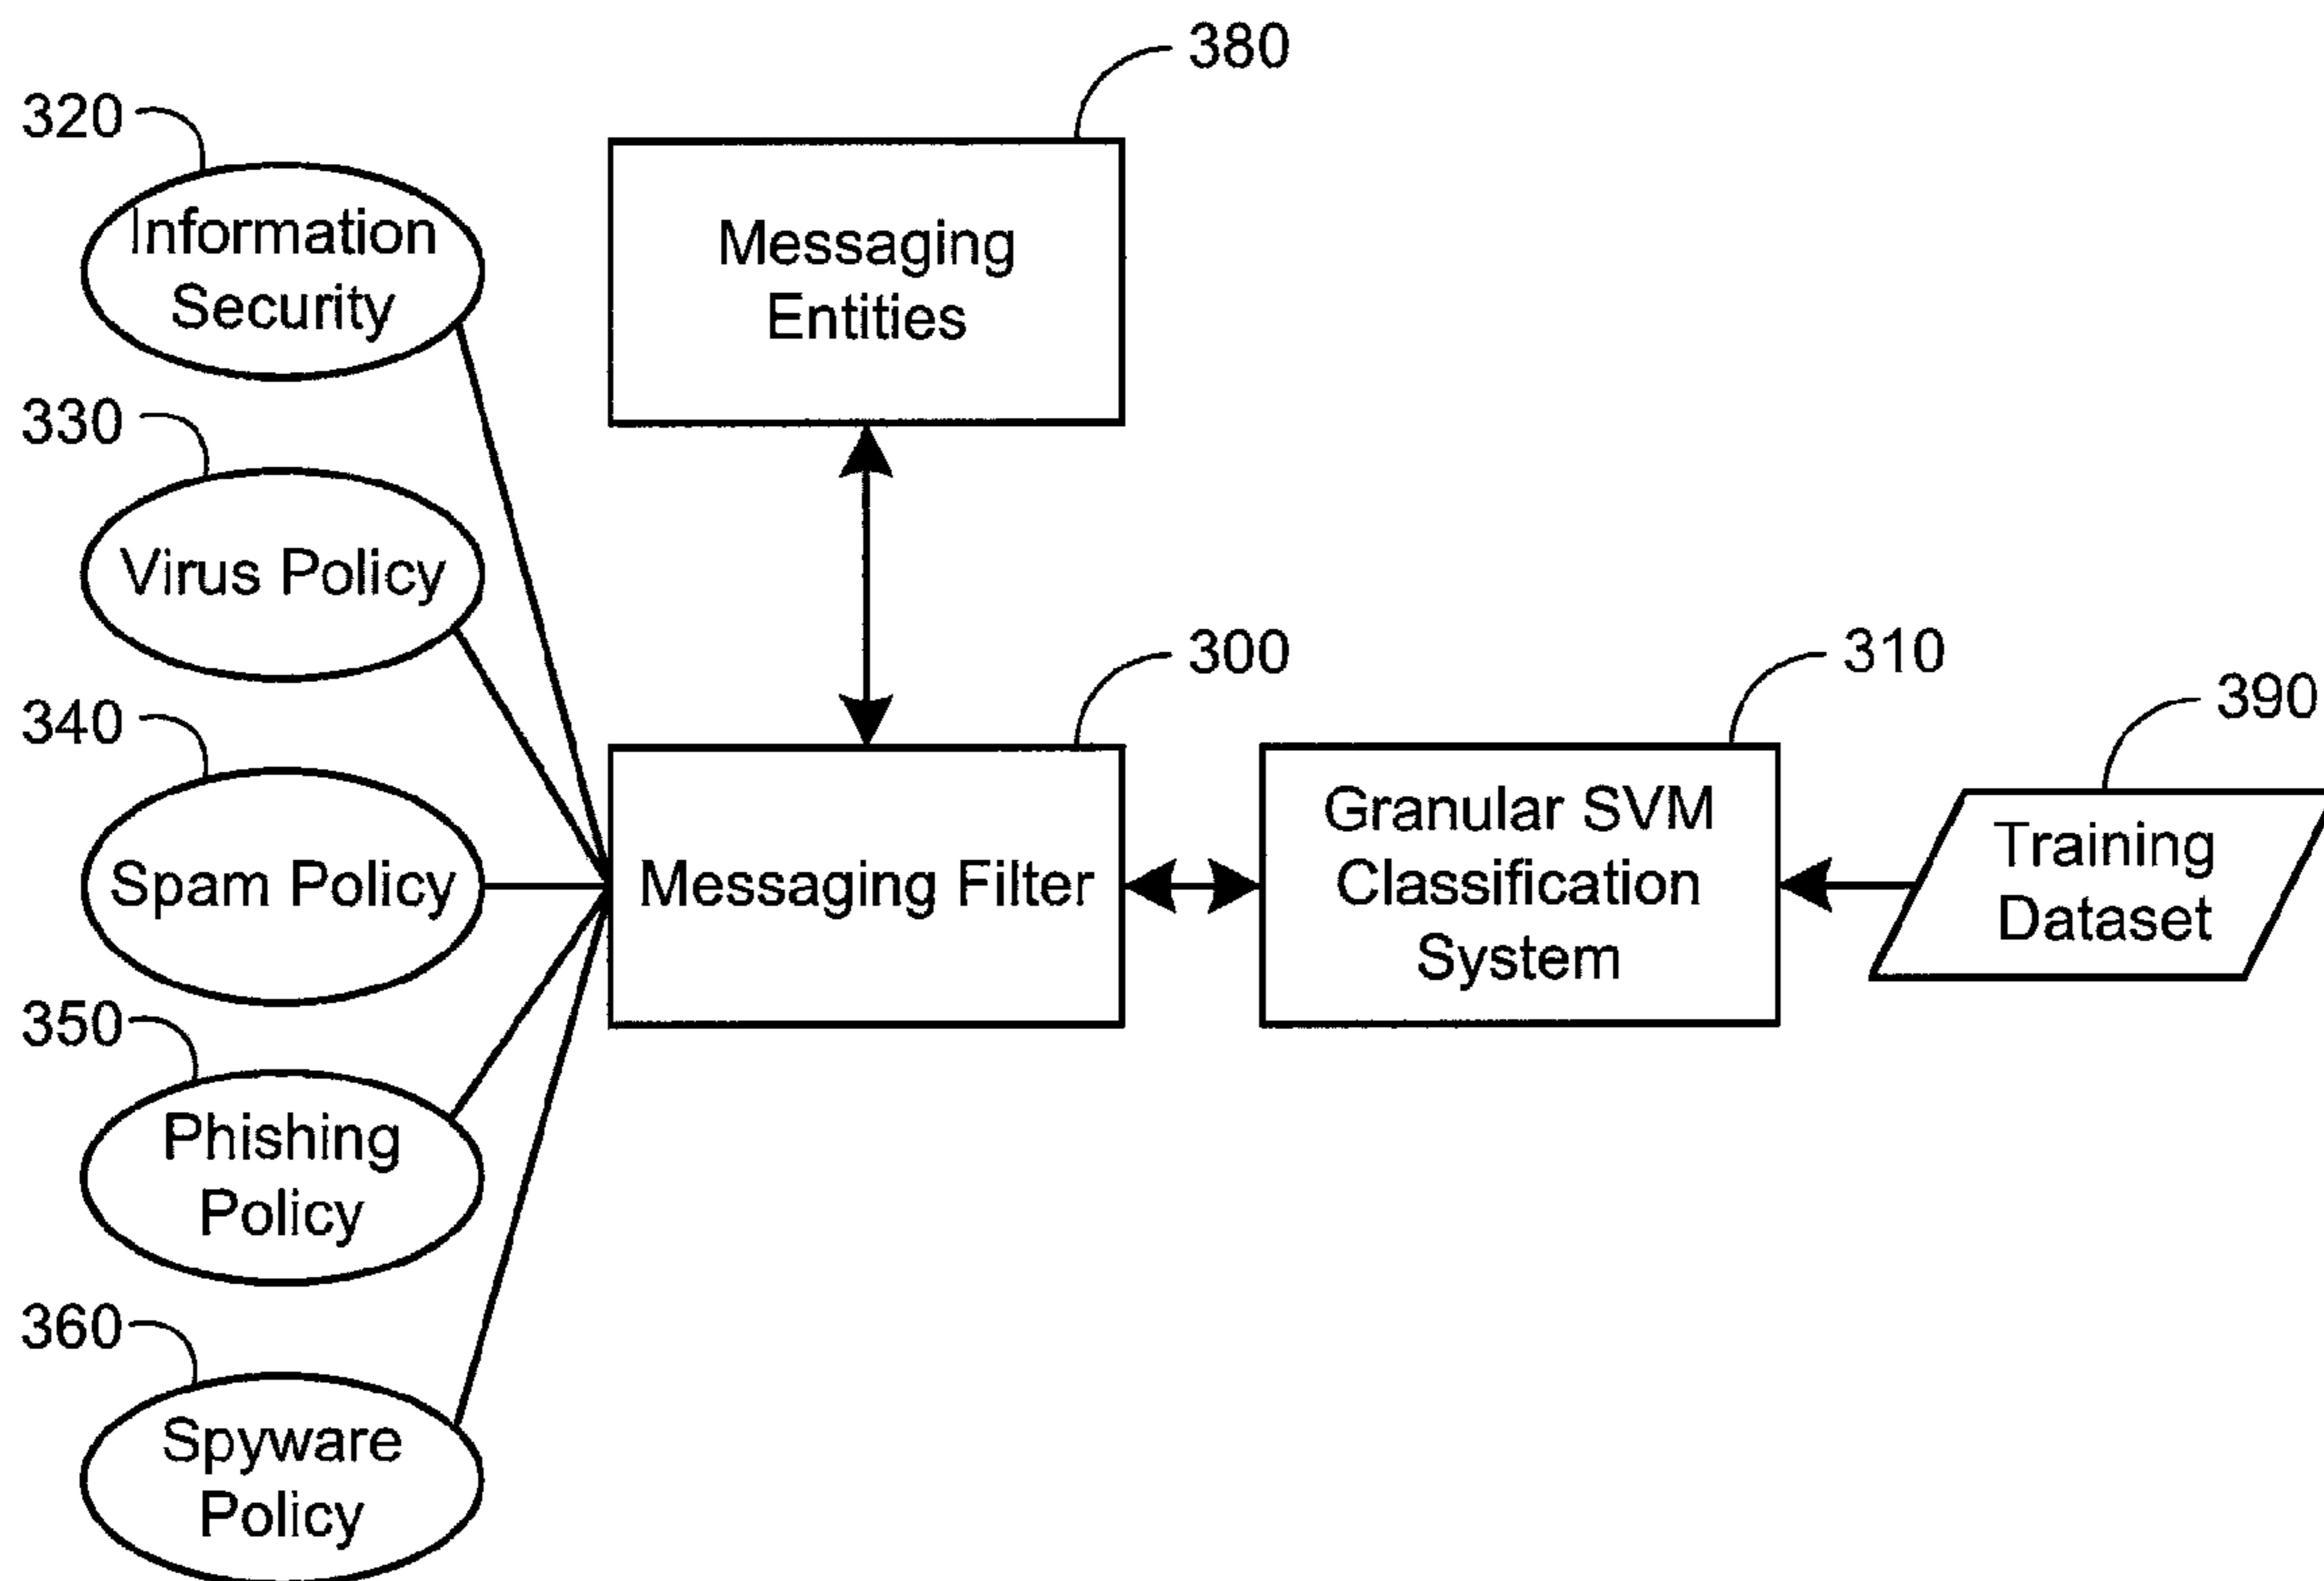 380
320
Information
Security
Messaging
Entities
330
Virus Policy
300
310
390
340
Spam Policy
Messaging Filter
Granular SVM
Classification
System
Training
Dataset
350
Phishing
Policy
360
Spyware
Policy